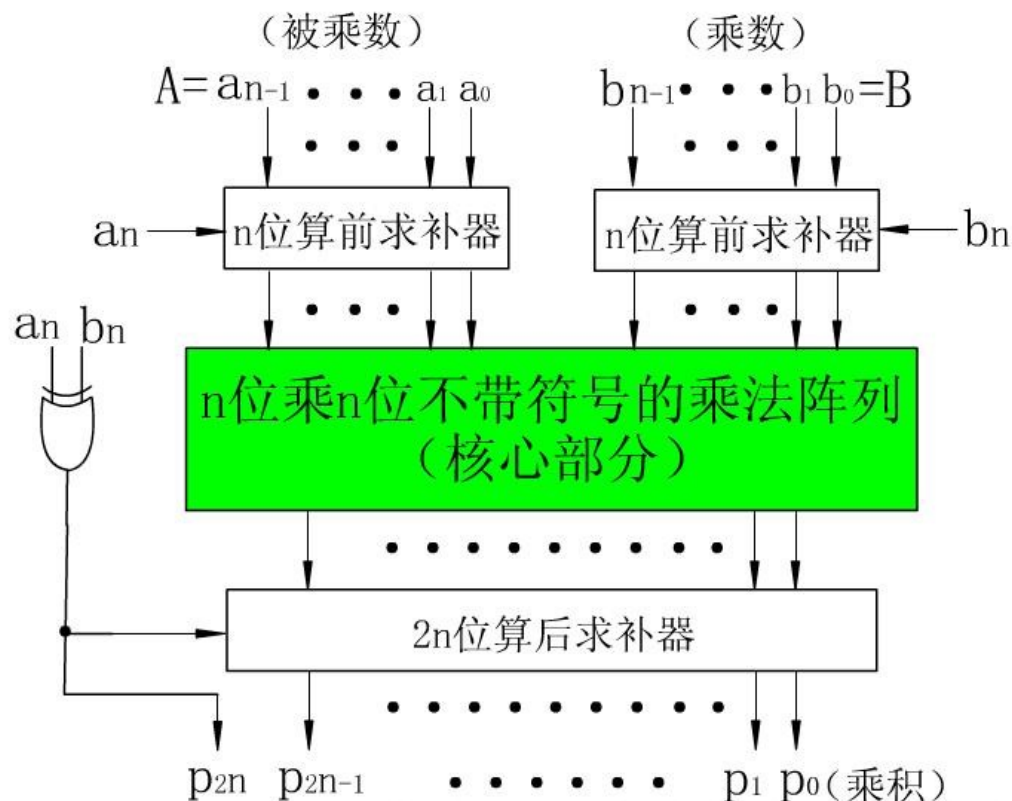 （被乘数） （乘数）
A=an-1 • • • a1 a0 bn-1 • • • b1 b0=B
an n位算前求补器 n位算前求补器 bn
an bn
n位乘n位不带符号的乘法阵列
（核心部分）
2n位算后求补器
p2n p2n-1 • • • • • • p1 p0(乘积)